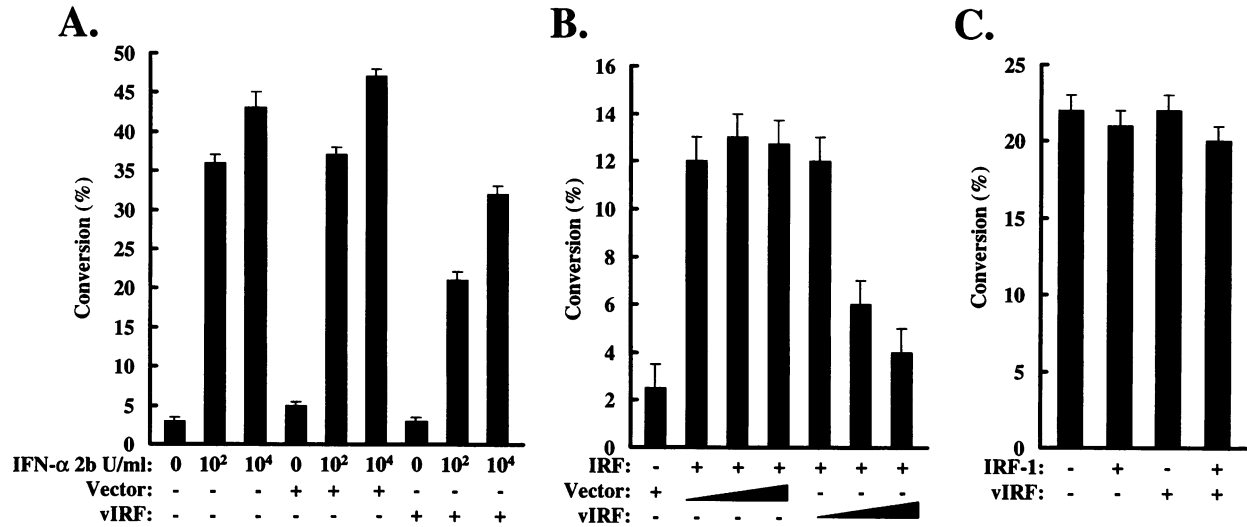 A.
Conversion (%)
50
45
40
35
30
25
20
15
10
5
0
IFN-α 2b U/ml: 0 10² 10⁴ 0 10² 10⁴ 0 10² 10⁴
Vector: - - - + + + - - -
vIRF: - - - - - - + + +
B.
Conversion (%)
16
14
12
10
8
6
4
2
0
IRF: - + + + + + +
Vector: + - - -
vIRF: - - - -
C.
Conversion (%)
25
20
15
10
5
0
IRF-1: - + - +
vIRF: - - + +